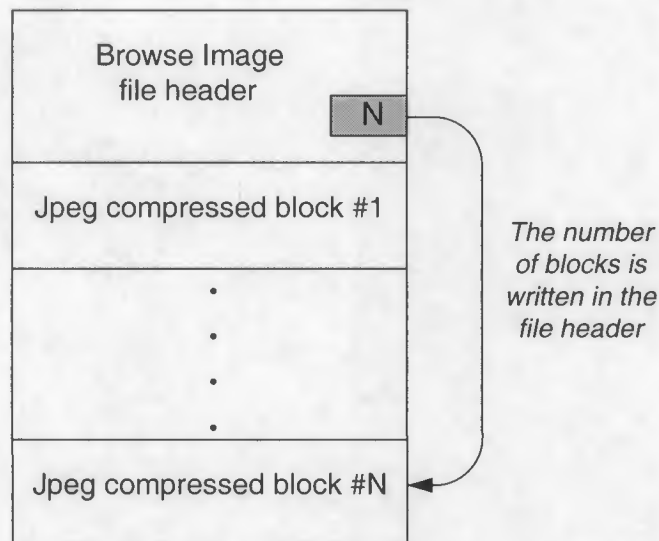 Browse Image
file header
N
Jpeg compressed block #1
The number
of blocks is
written in the
file header
Jpeg compressed block #N